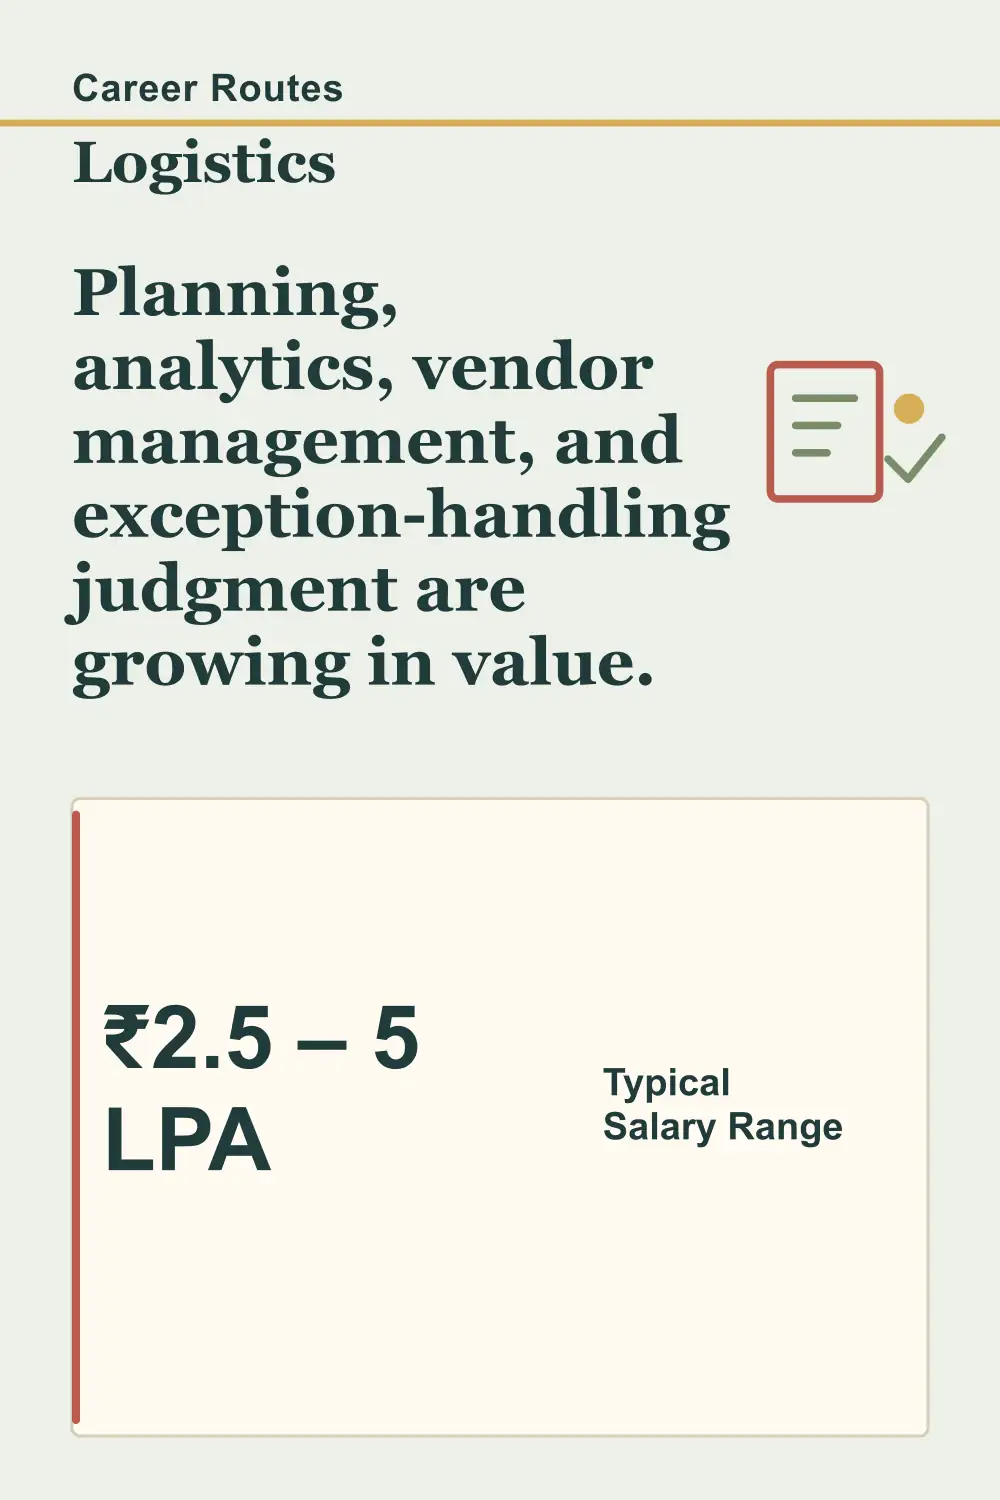 Career Routes
Logistics
Planning,
analytics, vendor
management, and
exception-handling
judgment are
growing in value.
₹2.5 – 5
LPA
Typical
Salary Range